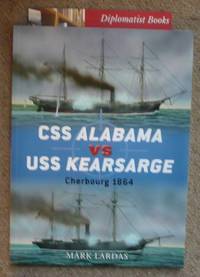 Diplomatist Books
CSS ALABAMA
VS
USS KEARSARGE
Cherbourg 1864
MARK LARDAS